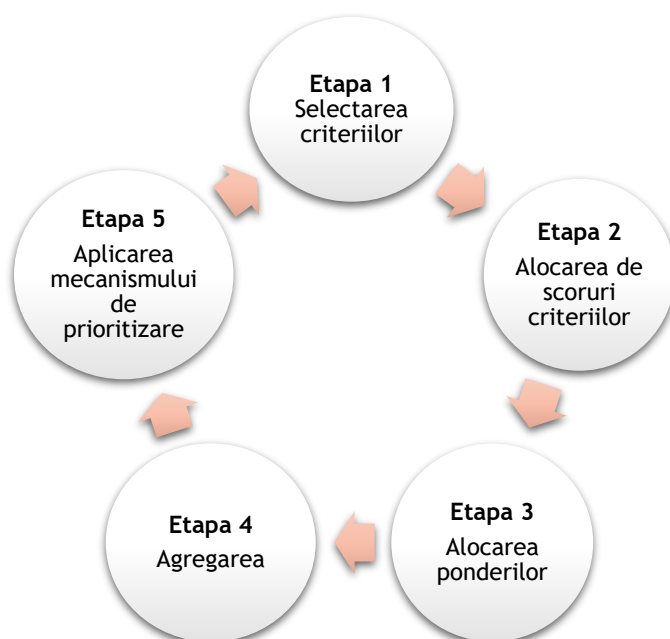 Etapa 1
Selectarea
criteriilor
Etapa 2
Alocarea de
scoruri
criteriilor
Etapa 3
Alocarea
ponderilor
Etapa 4
Agregarea
Etapa 5
Aplicarea
mecanismului
de
prioritizare